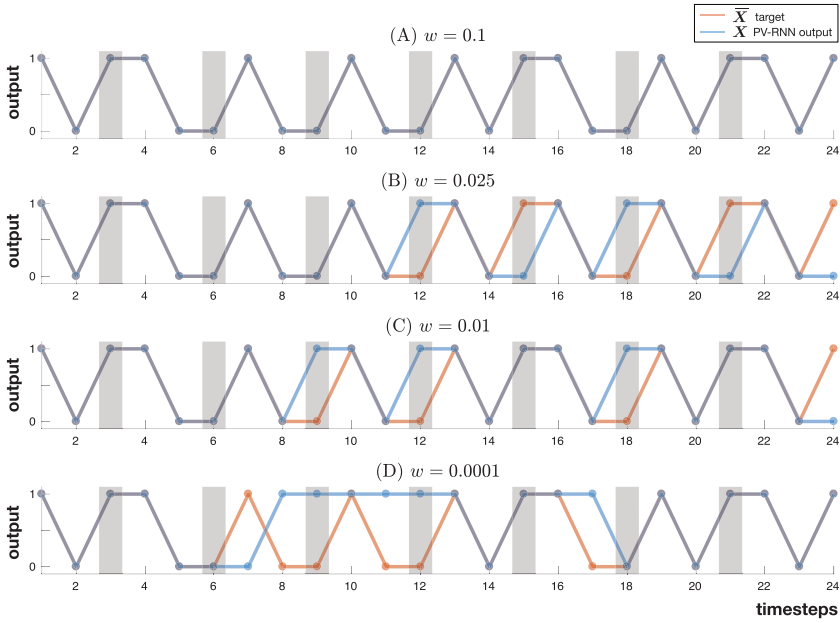 X̅ target
X PV-RNN output
(A) w = 0.1
output
1
0
2 4 6 8 10 12 14 16 18 20 22 24
(B) w = 0.025
output
1
0
2 4 6 8 10 12 14 16 18 20 22 24
(C) w = 0.01
output
1
0
2 4 6 8 10 12 14 16 18 20 22 24
(D) w = 0.0001
output
1
0
2 4 6 8 10 12 14 16 18 20 22 24
timesteps